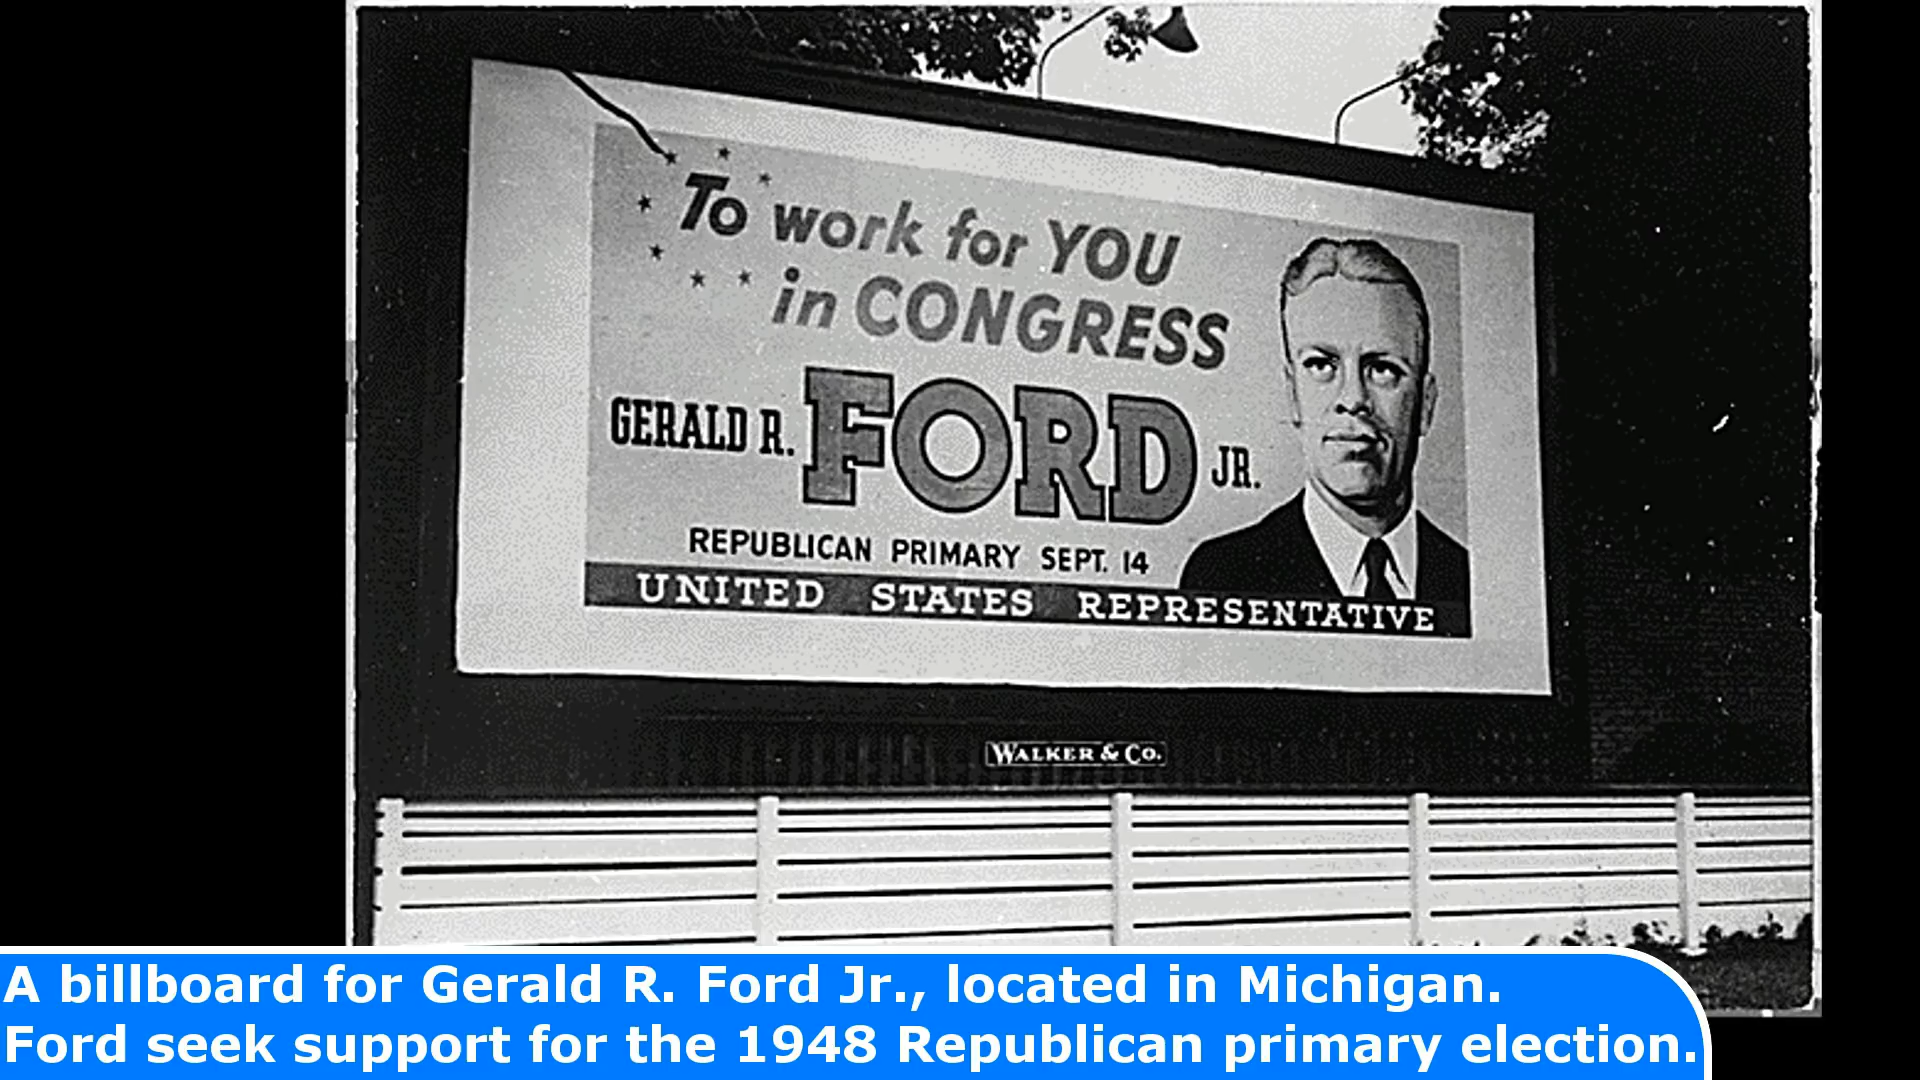 To work for YOU
in CONGRESS
GERALD R. FORD JR.
REPUBLICAN PRIMARY SEPT. 14
UNITED STATES REPRESENTATIVE
WALKER & CO.
A billboard for Gerald R. Ford Jr., located in Michigan.
Ford seek support for the 1948 Republican primary election.